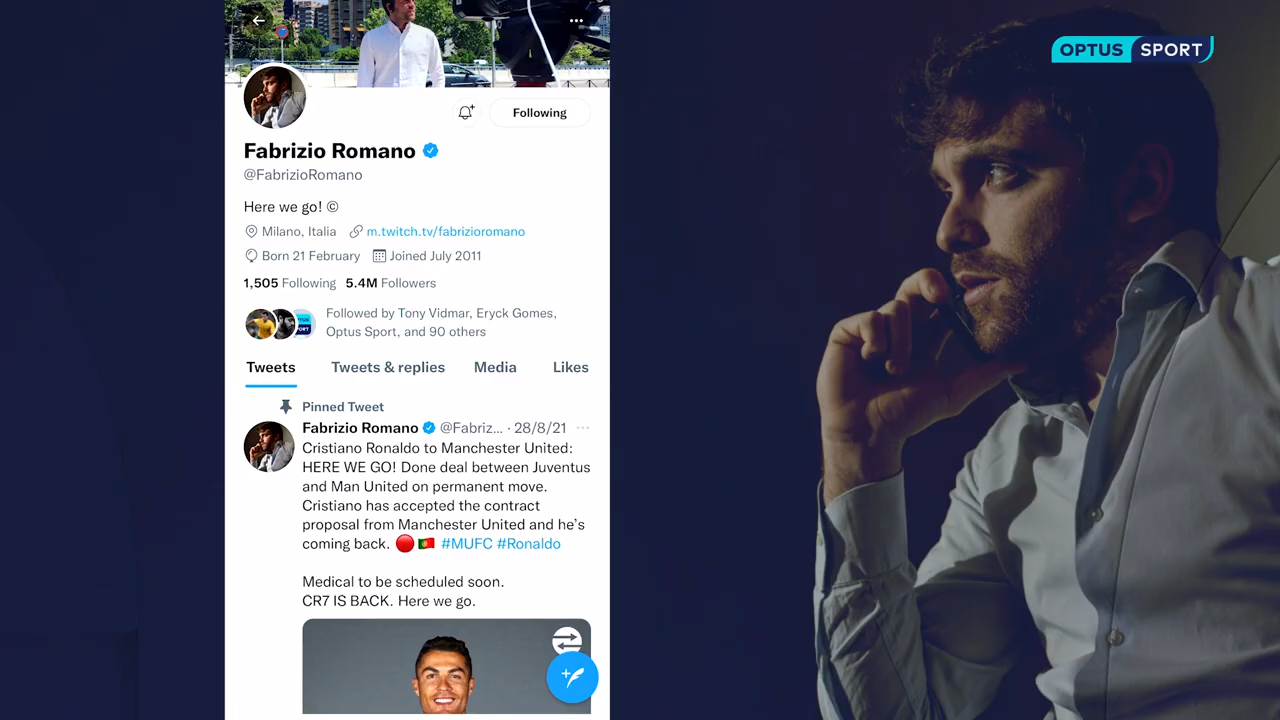 OPTUS SPORT
Following
Fabrizio Romano
@FabrizioRomano
Here we go! ©
Milano, Italia m.twitch.tv/fabrizioromano
Born 21 February Joined July 2011
1,505 Following 5.4M Followers
Followed by Tony Vidmar, Eryck Gomes,
Optus Sport, and 90 others
Tweets Tweets & replies Media Likes
Pinned Tweet
Fabrizio Romano @Fabriz... · 28/8/21
Cristiano Ronaldo to Manchester United:
HERE WE GO! Done deal between Juventus
and Man United on permanent move.
Cristiano has accepted the contract
proposal from Manchester United and he's
coming back. 🔴🇵🇹 #MUFC #Ronaldo
Medical to be scheduled soon.
CR7 IS BACK. Here we go.